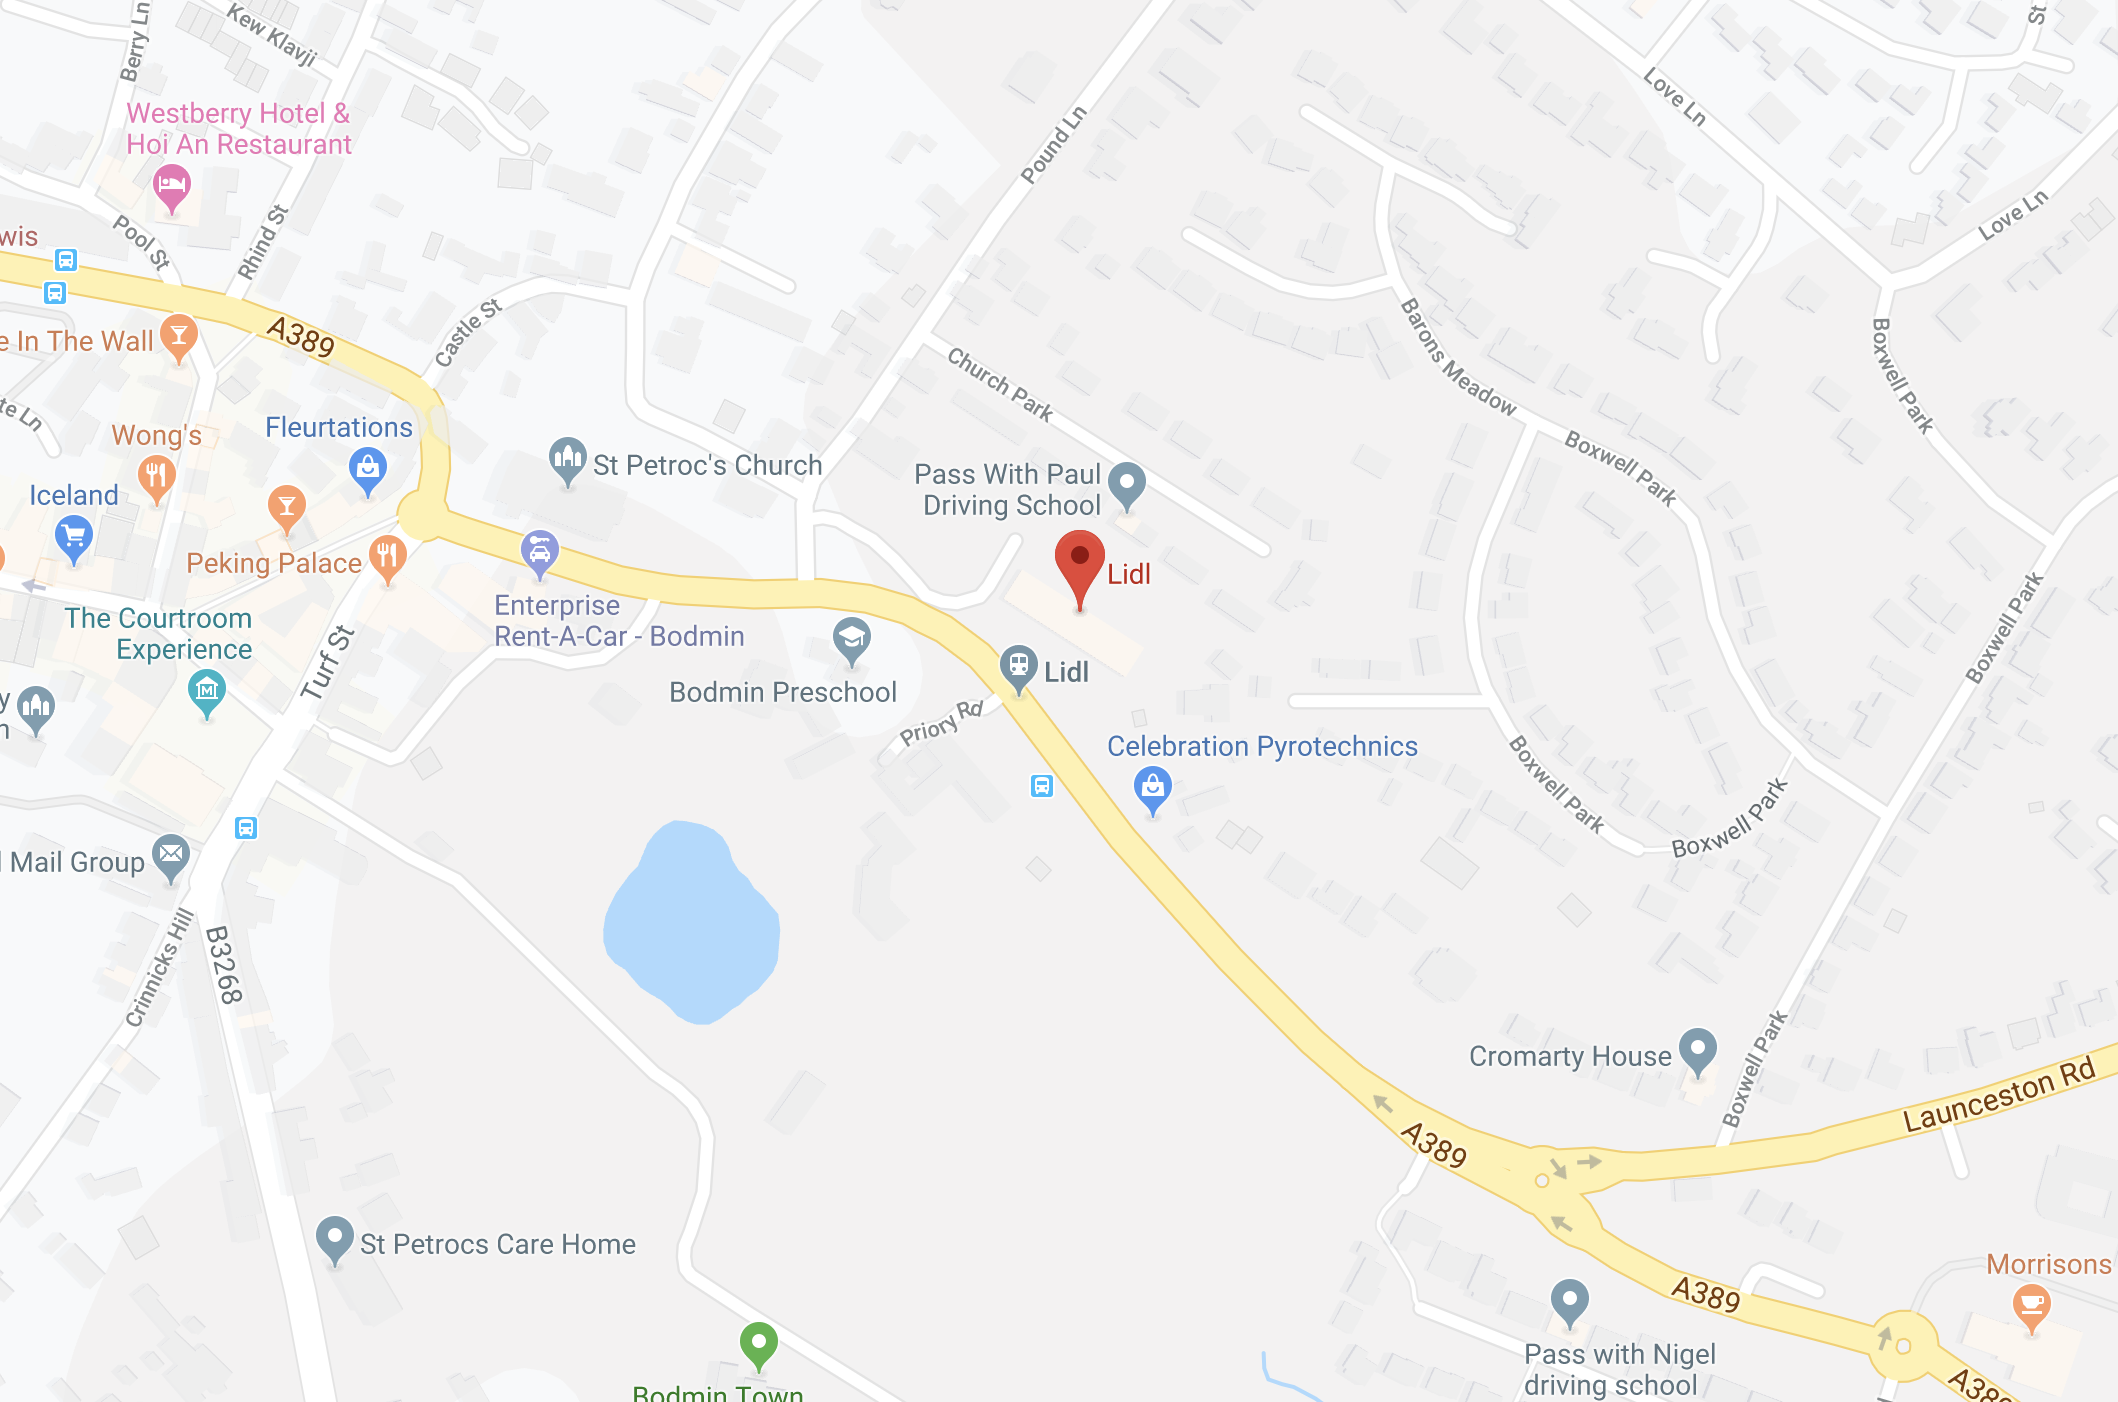 Berry Ln
Kew Klavji
Westberry Hotel &
Hoi An Restaurant
Pool St
Rhind St
wis
A389
e In The Wall
Castle St
te Ln
Wong's
Fleurtations
Iceland
Peking Palace
St Petroc's Church
The Courtroom
Experience
Turf St
Enterprise
Rent-A-Car - Bodmin
Bodmin Preschool
Priory Rd
Pound Ln
Church Park
Pass With Paul
Driving School
Lidl
Lidl
Celebration Pyrotechnics
Love Ln
St
Love Ln
Boxwell Park
Barons Meadow
Boxwell Park
Boxwell Park
Boxwell Park
Boxwell Park
Boxwell Park
y
n
l Mail Group
Crinnicks Hill
B3268
St Petrocs Care Home
Bodmin Town
Cromarty House
Launceston Rd
A389
A389
Morrisons
Pass with Nigel
driving school
A389